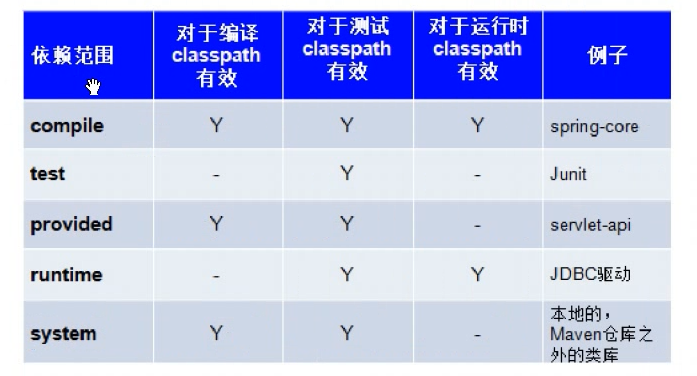 依赖范围
对于编译
classpath
有效
对于测试
classpath
有效
对于运行时
classpath
有效
例子
compile Y Y Y spring-core
test - Y - Junit
provided Y Y - servlet-api
runtime - Y Y JDBC驱动
system Y Y - 本地的，
Maven仓库之
外的类库